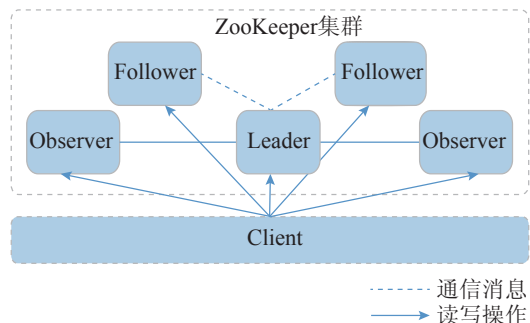 ZooKeeper集群
Follower
Follower
Observer
Leader
Observer
Client
通信消息
读写操作